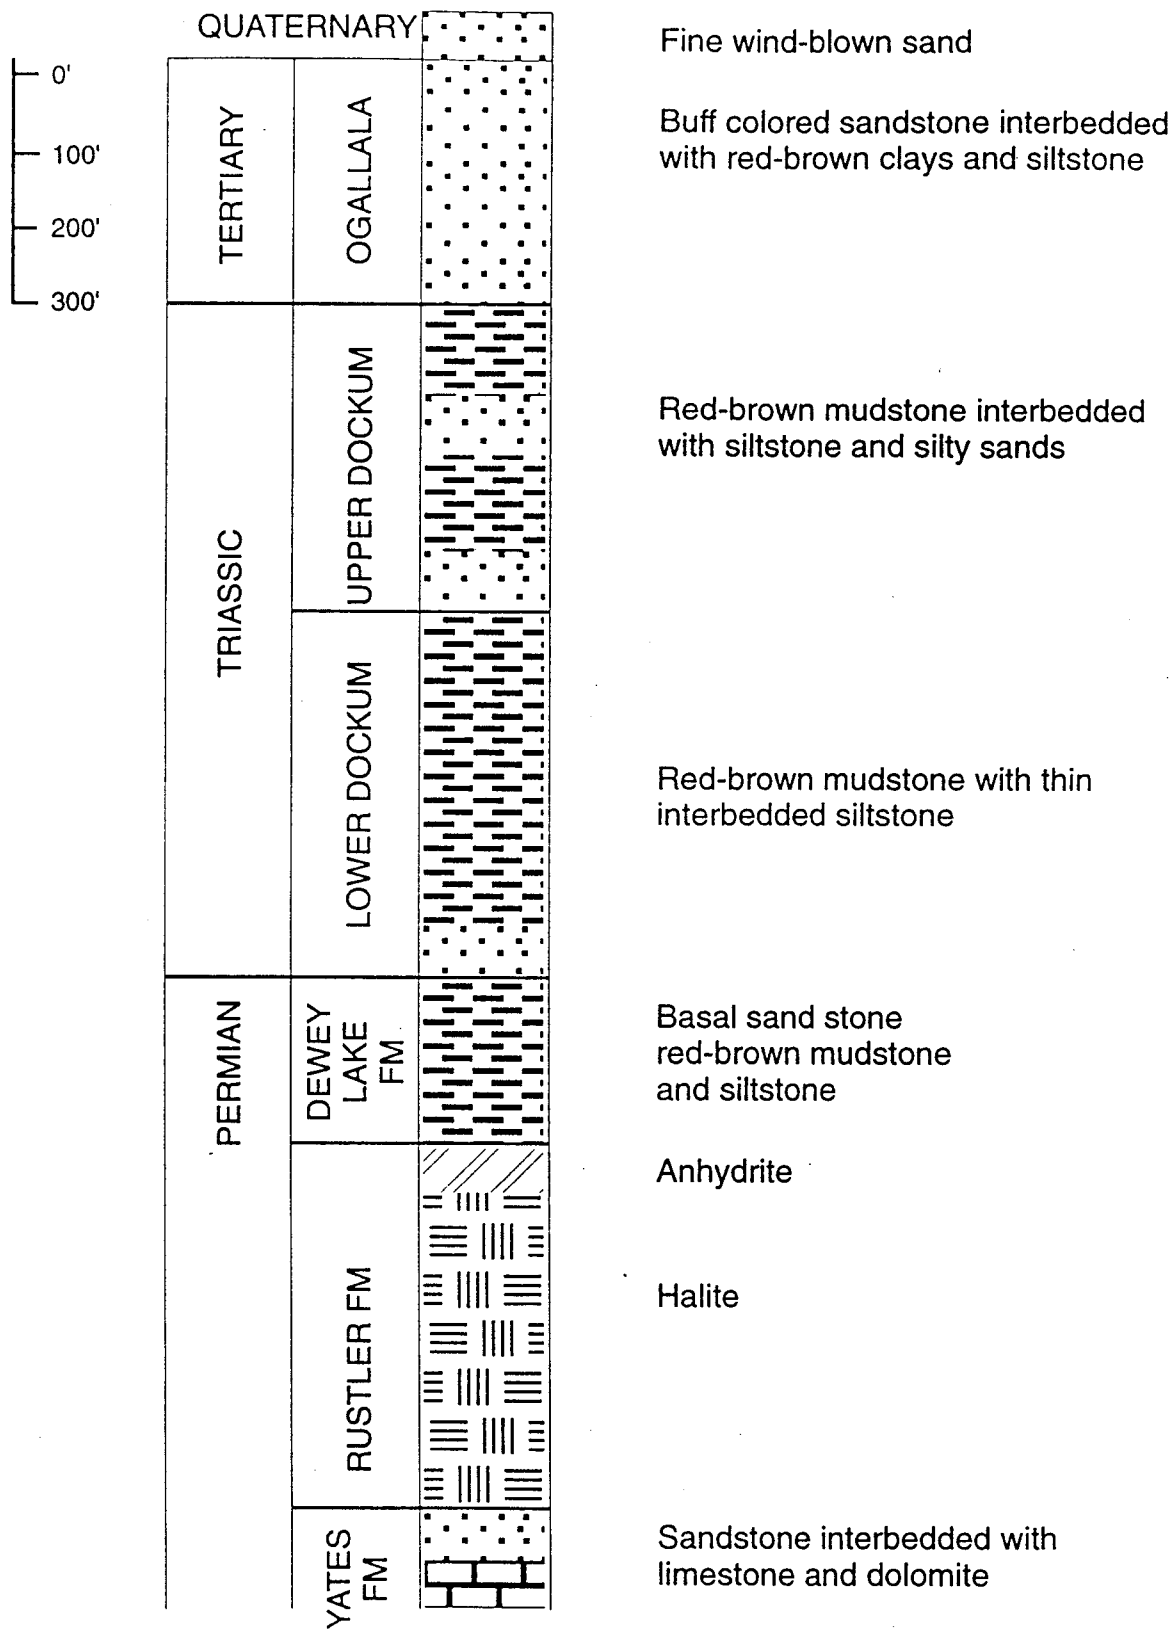 QUATERNARY
Fine wind-blown sand
0'
100'
200'
300'
TERTIARY
OGALLALA
Buff colored sandstone interbedded
with red-brown clays and siltstone
TRIASSIC
UPPER DOCKUM
Red-brown mudstone interbedded
with siltstone and silty sands
LOWER DOCKUM
Red-brown mudstone with thin
interbedded siltstone
PERMIAN
DEWEY
LAKE
FM
Basal sand stone
red-brown mudstone
and siltstone
RUSTLER FM
Anhydrite
Halite
YATES
FM
Sandstone interbedded with
limestone and dolomite